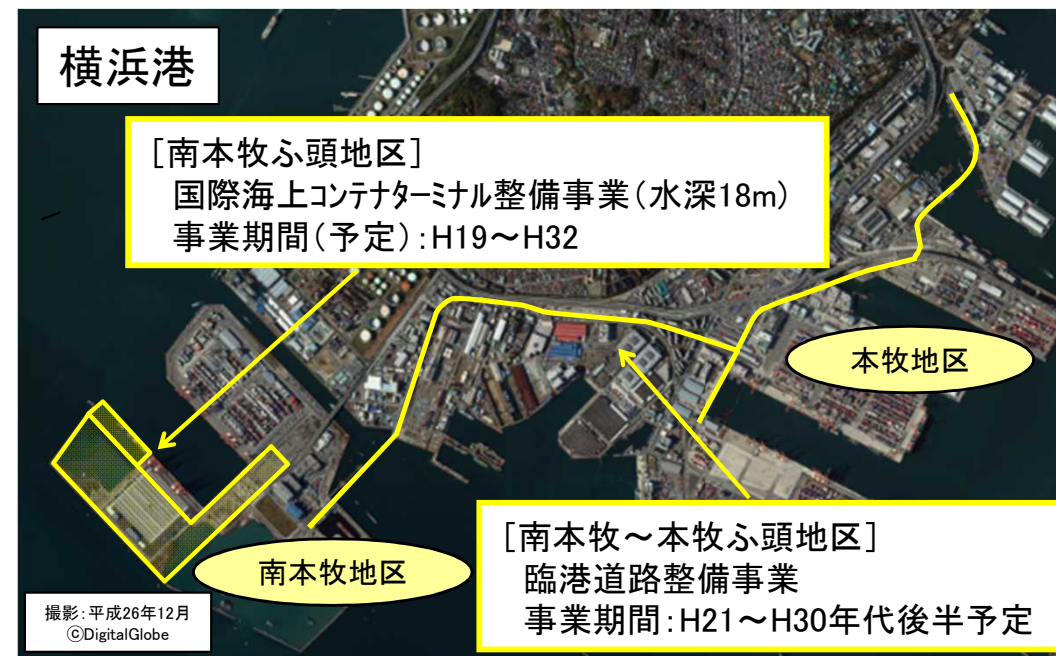 横浜港
[南本牧ふ頭地区]
国際海上コンテナターミナル整備事業(水深18m)
事業期間(予定):H19~H32
本牧地区
南本牧地区
[南本牧~本牧ふ頭地区]
臨港道路整備事業
事業期間:H21~H30年代後半予定
撮影:平成26年12月
©DigitalGlobe